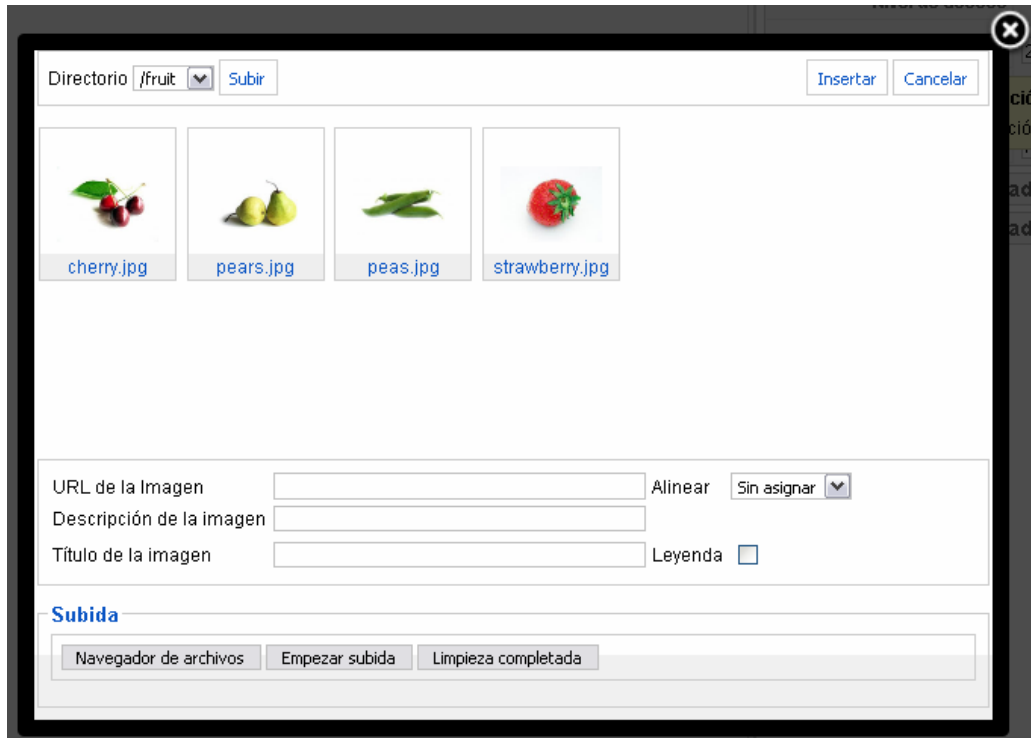 Directorio /fruit Subir Insertar Cancelar
cherry.jpg pears.jpg peas.jpg strawberry.jpg
URL de la Imagen Alinear Sin asignar
Descripción de la imagen
Título de la imagen Leyenda
Subida
Navegador de archivos Empezar subida Limpieza completada